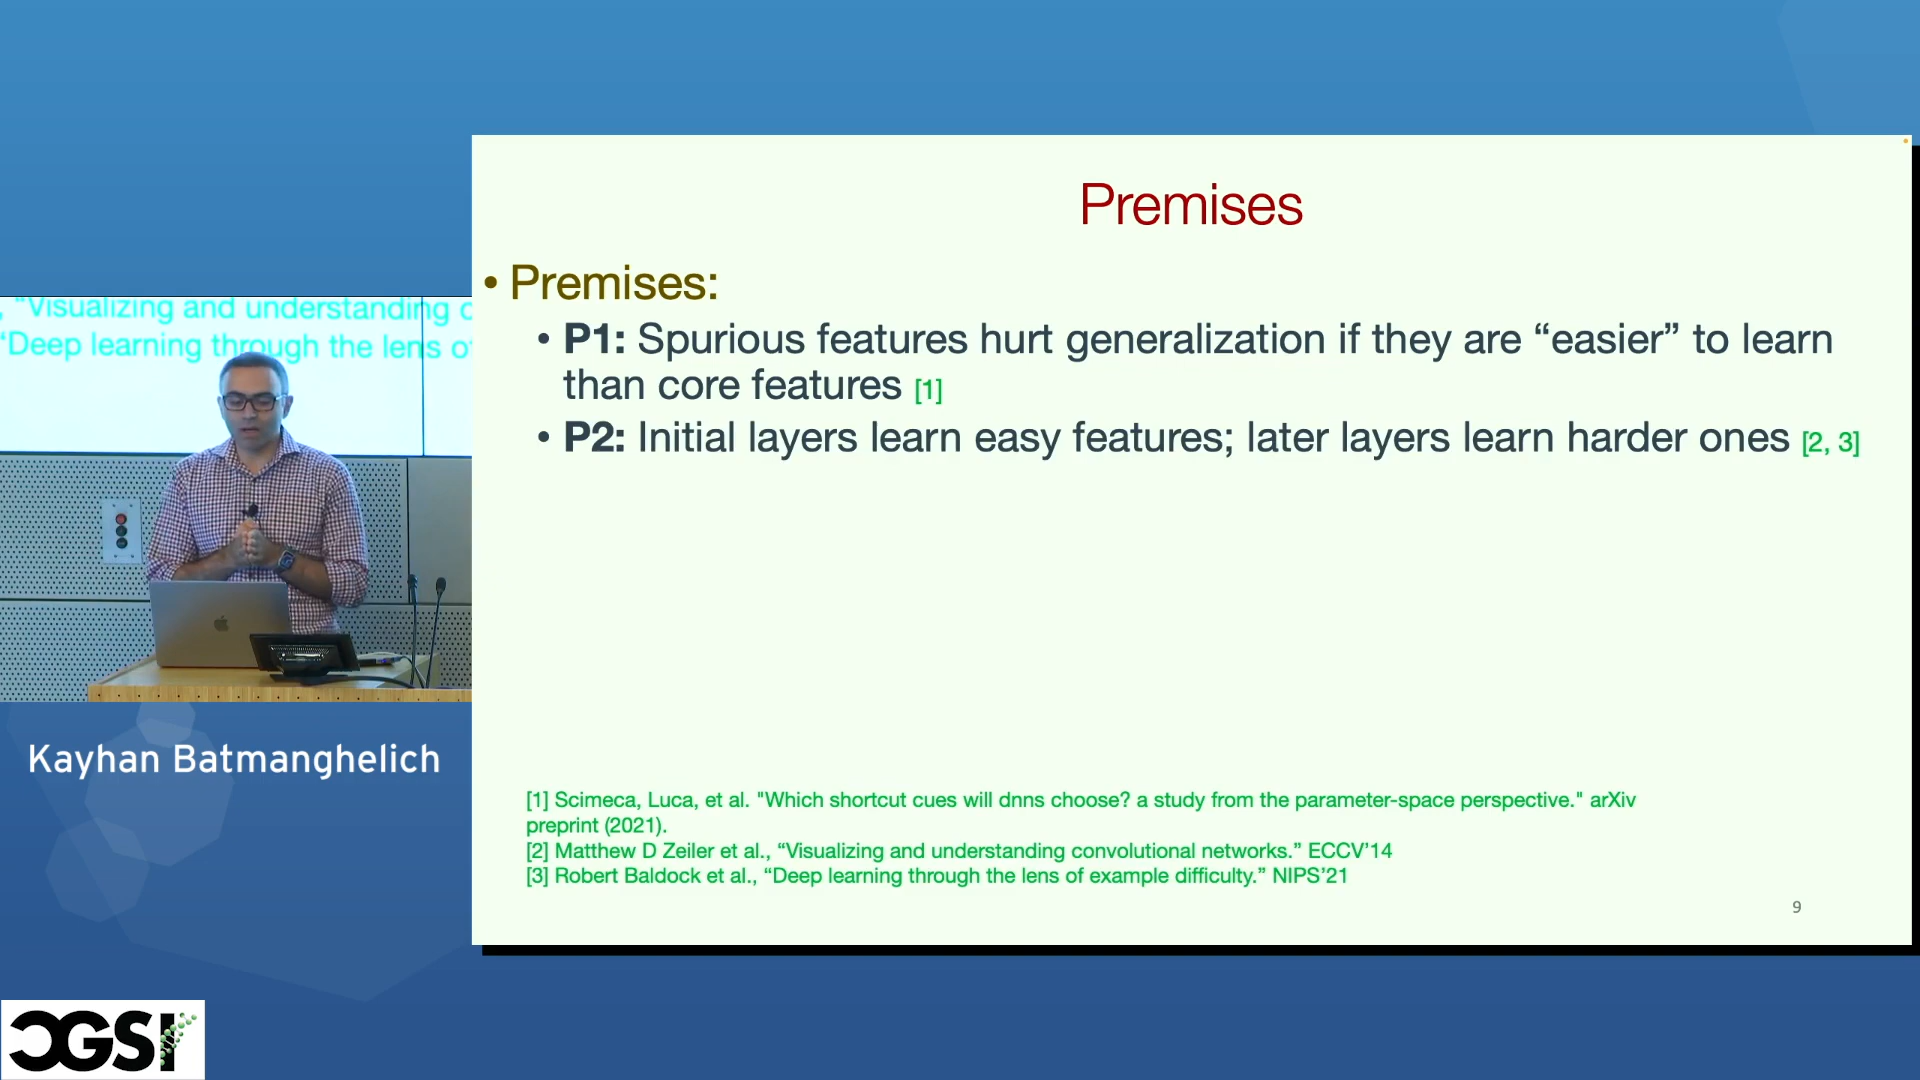 Premises
• Premises:
• P1: Spurious features hurt generalization if they are “easier” to learn
than core features [1]
• P2: Initial layers learn easy features; later layers learn harder ones [2, 3]
[1] Scimeca, Luca, et al. "Which shortcut cues will dnns choose? a study from the parameter-space perspective." arXiv
preprint (2021).
[2] Matthew D Zeiler et al., “Visualizing and understanding convolutional networks.” ECCV’14
[3] Robert Baldock et al., “Deep learning through the lens of example difficulty.” NIPS’21
9
“Visualizing and understanding
“Deep learning through the lens
Kayhan Batmanghelich
CGSI